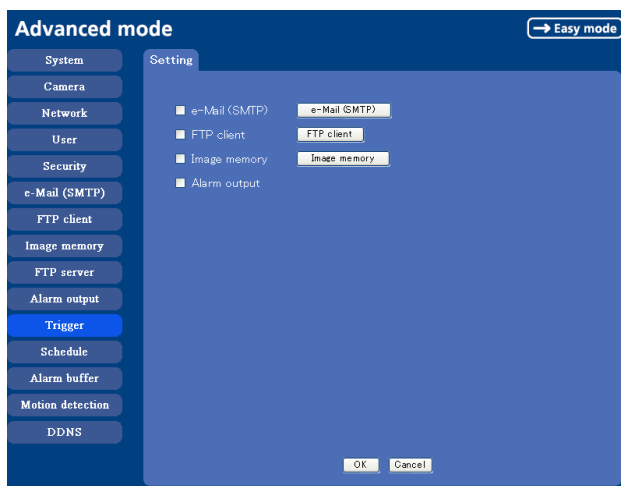 Advanced mode
→ Easy mode
System
Camera
Network
User
Security
e-Mail (SMTP)
FTP client
Image memory
FTP server
Alarm output
Trigger
Schedule
Alarm buffer
Motion detection
DDNS
Setting
e-Mail (SMTP) e-Mail (SMTP)
FTP client FTP client
Image memory Image memory
Alarm output
OK Cancel